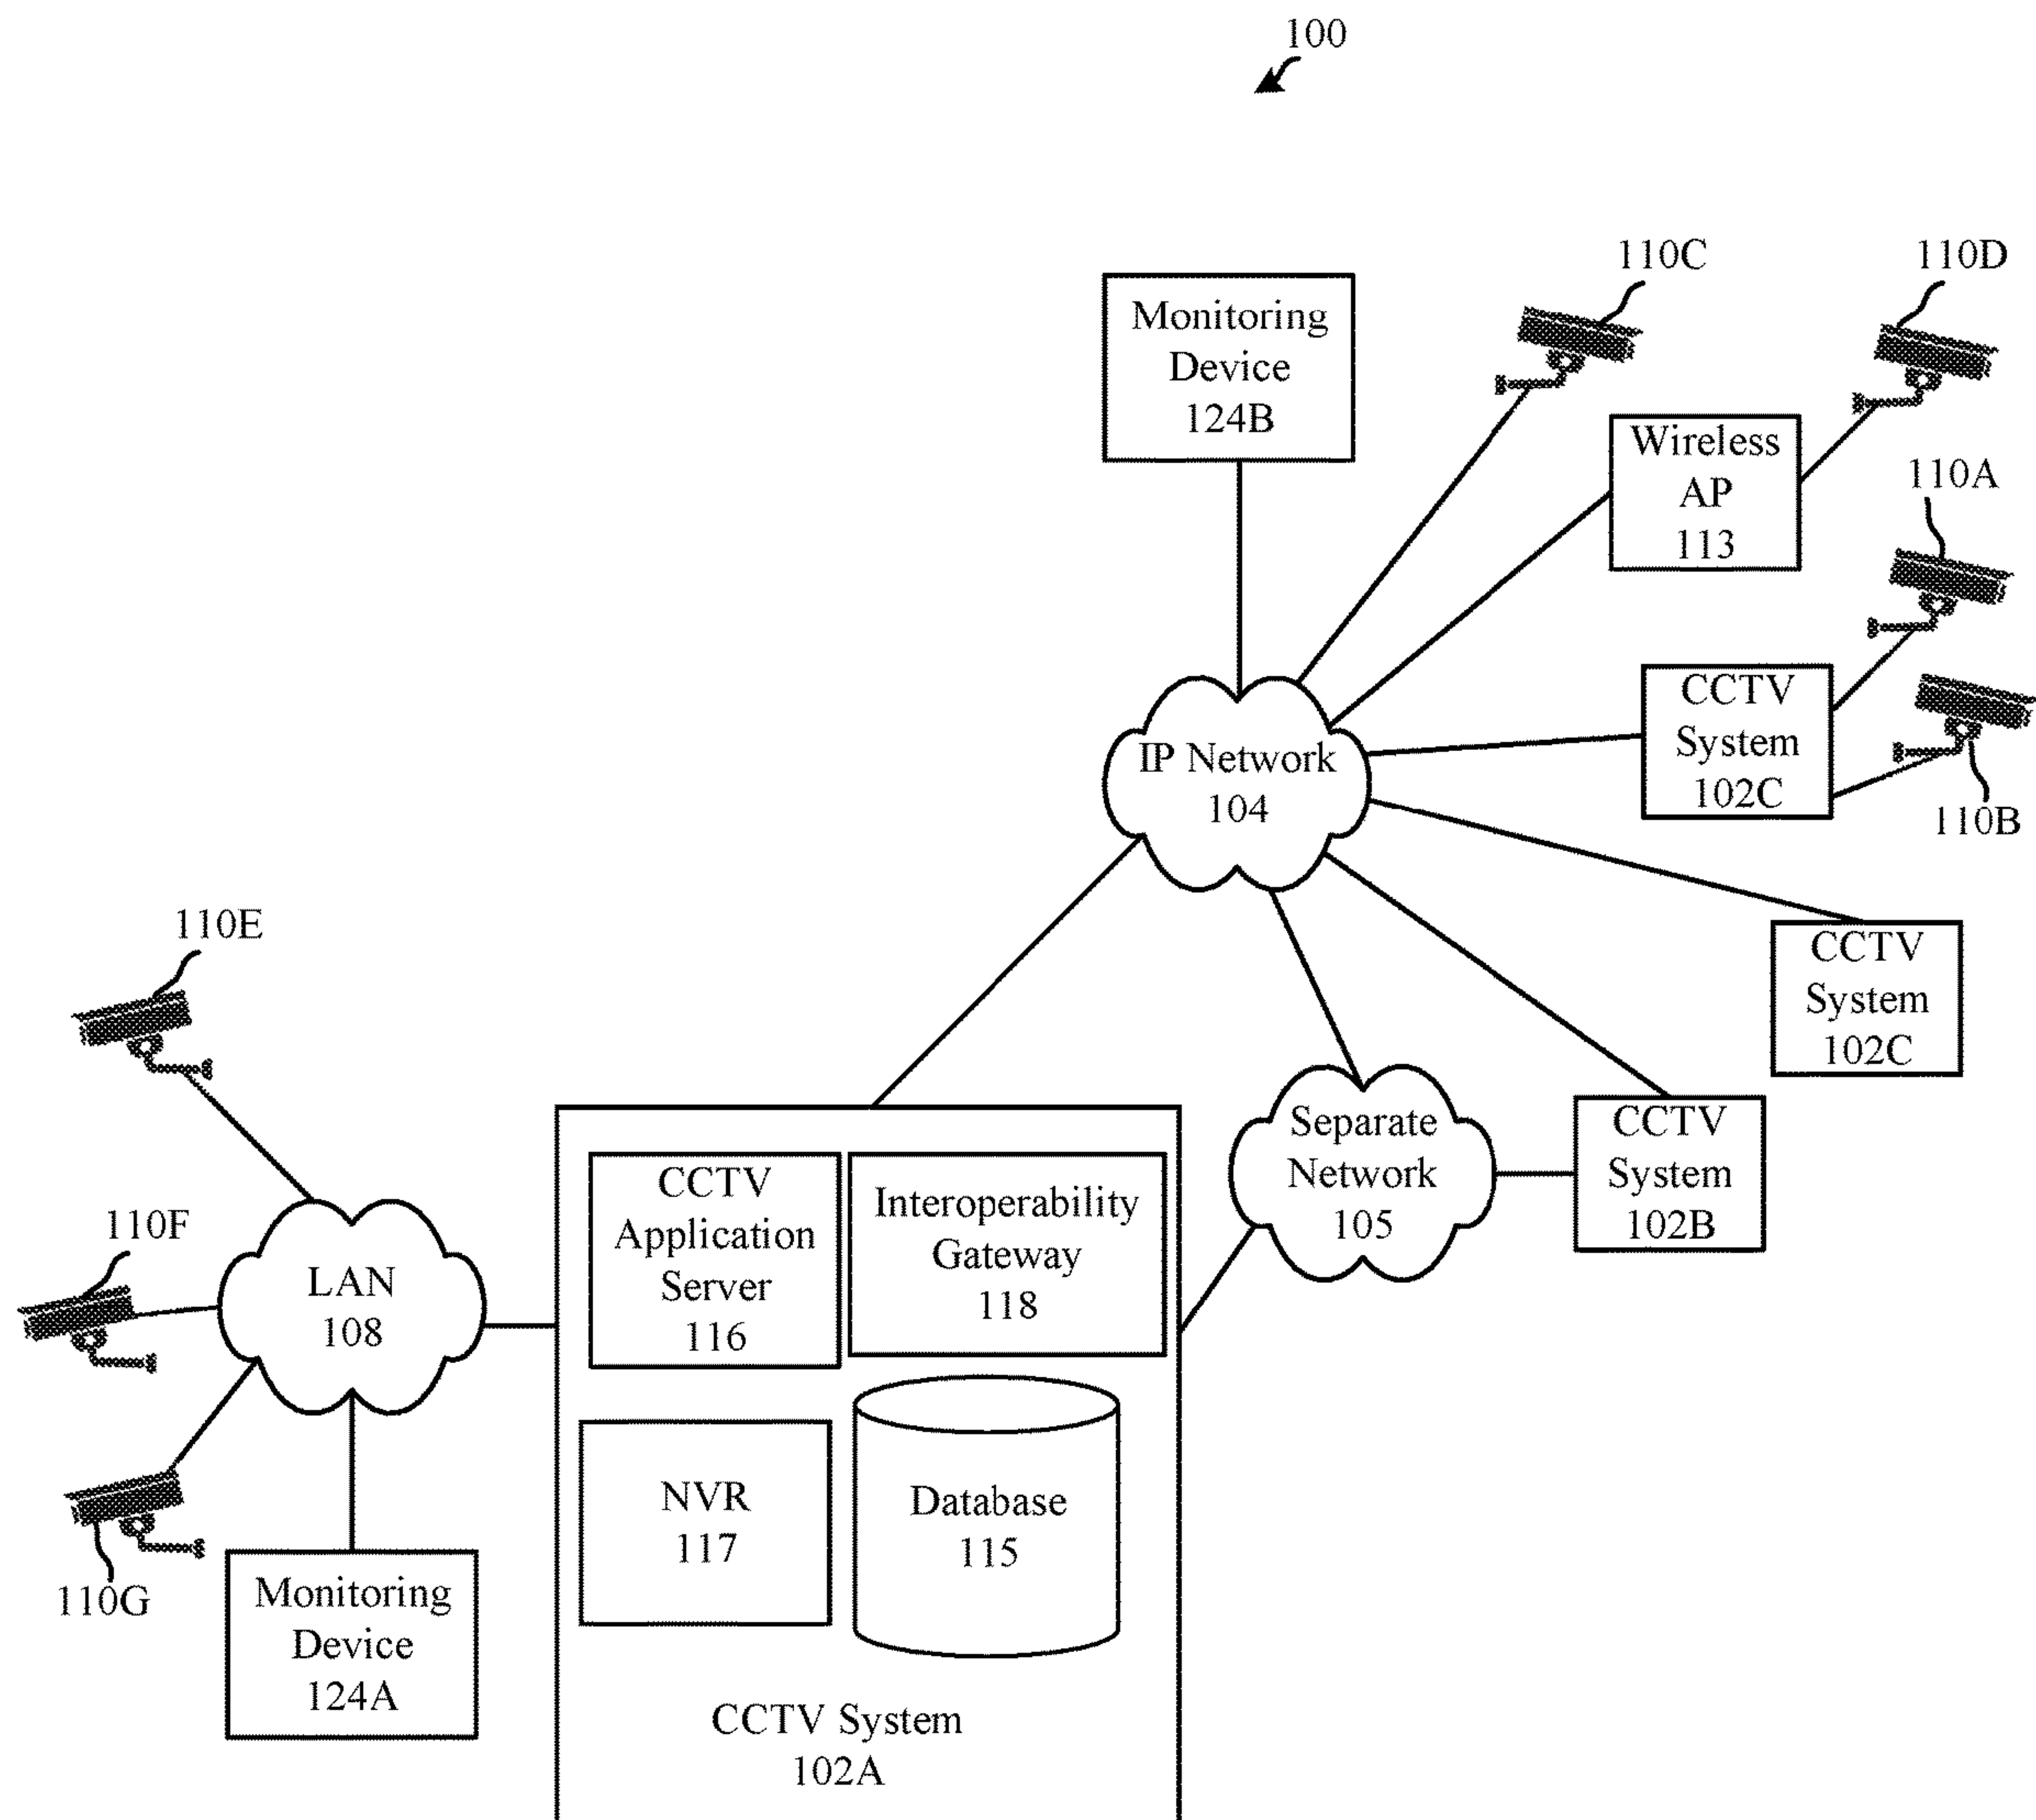 100
110C
110D
Monitoring
Device
124B
Wireless
AP
113
110A
CCTV
System
102C
110B
IP Network
104
CCTV
System
102C
110E
Separate
Network
105
CCTV
System
102B
110F
LAN
108
CCTV
Application
Server
116
Interoperability
Gateway
118
NVR
117
Database
115
110G
Monitoring
Device
124A
CCTV System
102A